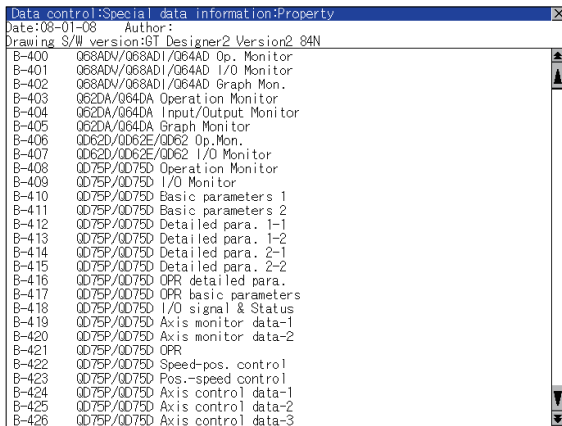 Data control:Special data information:Property
Date:08-01-08 Author:
Drawing S/W version:GT Designer2 Version2 84N
B-400 Q68ADV/Q68ADI/Q64AD Op. Monitor
B-401 Q68ADV/Q68ADI/Q64AD I/O Monitor
B-402 Q68ADV/Q68ADI/Q64AD Graph Mon.
B-403 Q62DA/Q64DA Operation Monitor
B-404 Q62DA/Q64DA Input/Output Monitor
B-405 Q62DA/Q64DA Graph Monitor
B-406 QD62D/QD62E/QD62 Op.Mon.
B-407 QD62D/QD62E/QD62 I/O Monitor
B-408 QD75P/QD75D Operation Monitor
B-409 QD75P/QD75D I/O Monitor
B-410 QD75P/QD75D Basic parameters 1
B-411 QD75P/QD75D Basic parameters 2
B-412 QD75P/QD75D Detailed para. 1-1
B-413 QD75P/QD75D Detailed para. 1-2
B-414 QD75P/QD75D Detailed para. 2-1
B-415 QD75P/QD75D Detailed para. 2-2
B-416 QD75P/QD75D OPR detailed para.
B-417 QD75P/QD75D OPR basic parameters
B-418 QD75P/QD75D I/O signal & Status
B-419 QD75P/QD75D Axis monitor data-1
B-420 QD75P/QD75D Axis monitor data-2
B-421 QD75P/QD75D OPR
B-422 QD75P/QD75D Speed-pos. control
B-423 QD75P/QD75D Pos.-speed control
B-424 QD75P/QD75D Axis control data-1
B-425 QD75P/QD75D Axis control data-2
B-426 QD75P/QD75D Axis control data-3